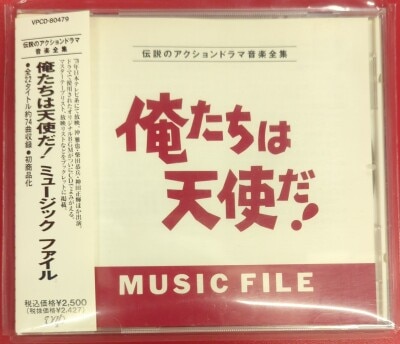 VPCD-80479
伝説のアクションドラマ
音楽全集
俺たちは天使だ! ミュージック ファイル
●全22タイトル約74曲収録●初商品化
税込価格¥2,500
(税抜価格¥2,427)
伝説のアクションドラマ音楽全集
俺たちは
天使だ!
MUSIC FILE